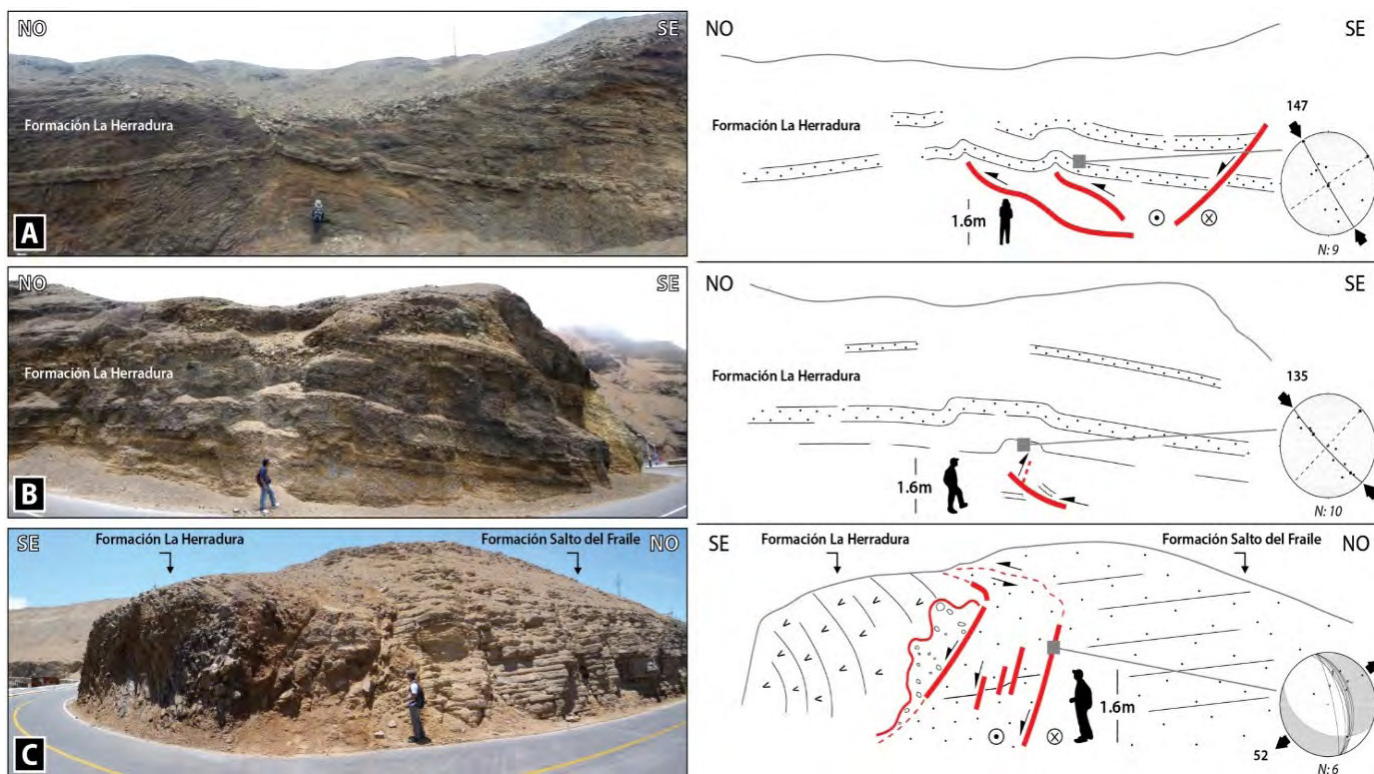 NO SE
Formación La Herradura
A
NO SE
Formación La Herradura
147
1.6m
N: 9
NO SE
Formación La Herradura
B
NO SE
Formación La Herradura
135
1.6m
N: 10
SE Formación La Herradura Formación Salto del Fraile NO
C
SE Formación La Herradura Formación Salto del Fraile NO
1.6m
52
N: 6